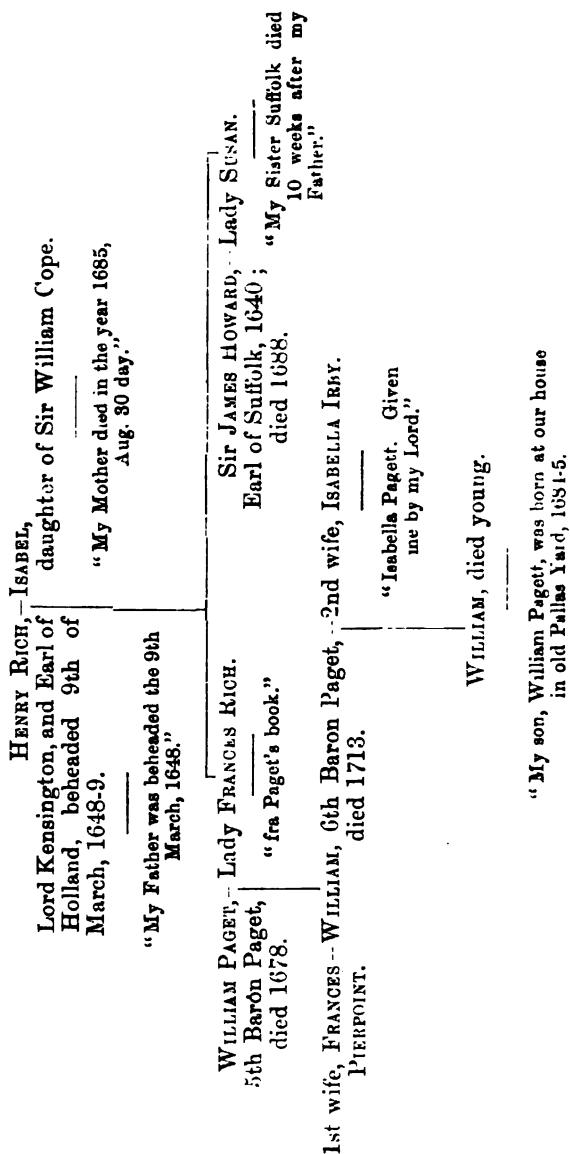 HENRY RICH,—ISABEL,
Lord Kensington, and Earl of
Holland, beheaded 9th of
March, 1648-9.
daughter of Sir William Cope.
"My Father was beheaded the 9th
March, 1648."
"My Mother died in the year 1685,
Aug. 30 day."
WILLIAM PAGET,—Lady FRANCES RICH.
5th Baron Paget,
died 1678.
"fra Paget's book."
Sir JAMES HOWARD,—Lady SUSAN.
Earl of Suffolk, 1640;
died 1688.
"My Sister Suffolk died
10 weeks after my
Father."
1st wife, FRANCES—WILLIAM, 6th Baron Paget,—2nd wife, ISABELLA IRBY.
PIERPOINT.
died 1713.
"Isabella Pagett. Given
me by my Lord."
WILLIAM, died young.
"My son, William Pagett, was born at our house
in old Pallas Yard, 1684-5.